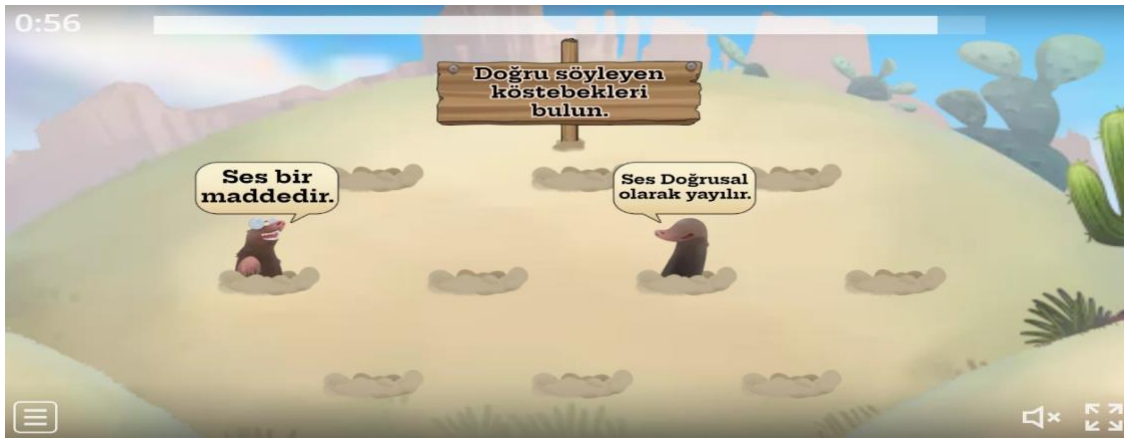 0:56
Doğru söyleyen
köstebekleri
bulun.
Ses bir
maddedir.
Ses Doğrusal
olarak yayılır.